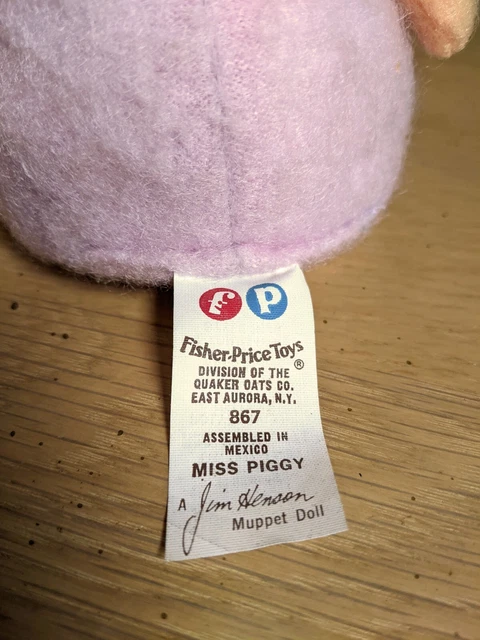 f P
Fisher-Price Toys®
DIVISION OF THE
QUAKER OATS CO.
EAST AURORA, N.Y.
867
ASSEMBLED IN
MEXICO
MISS PIGGY
A Jim Henson
Muppet Doll